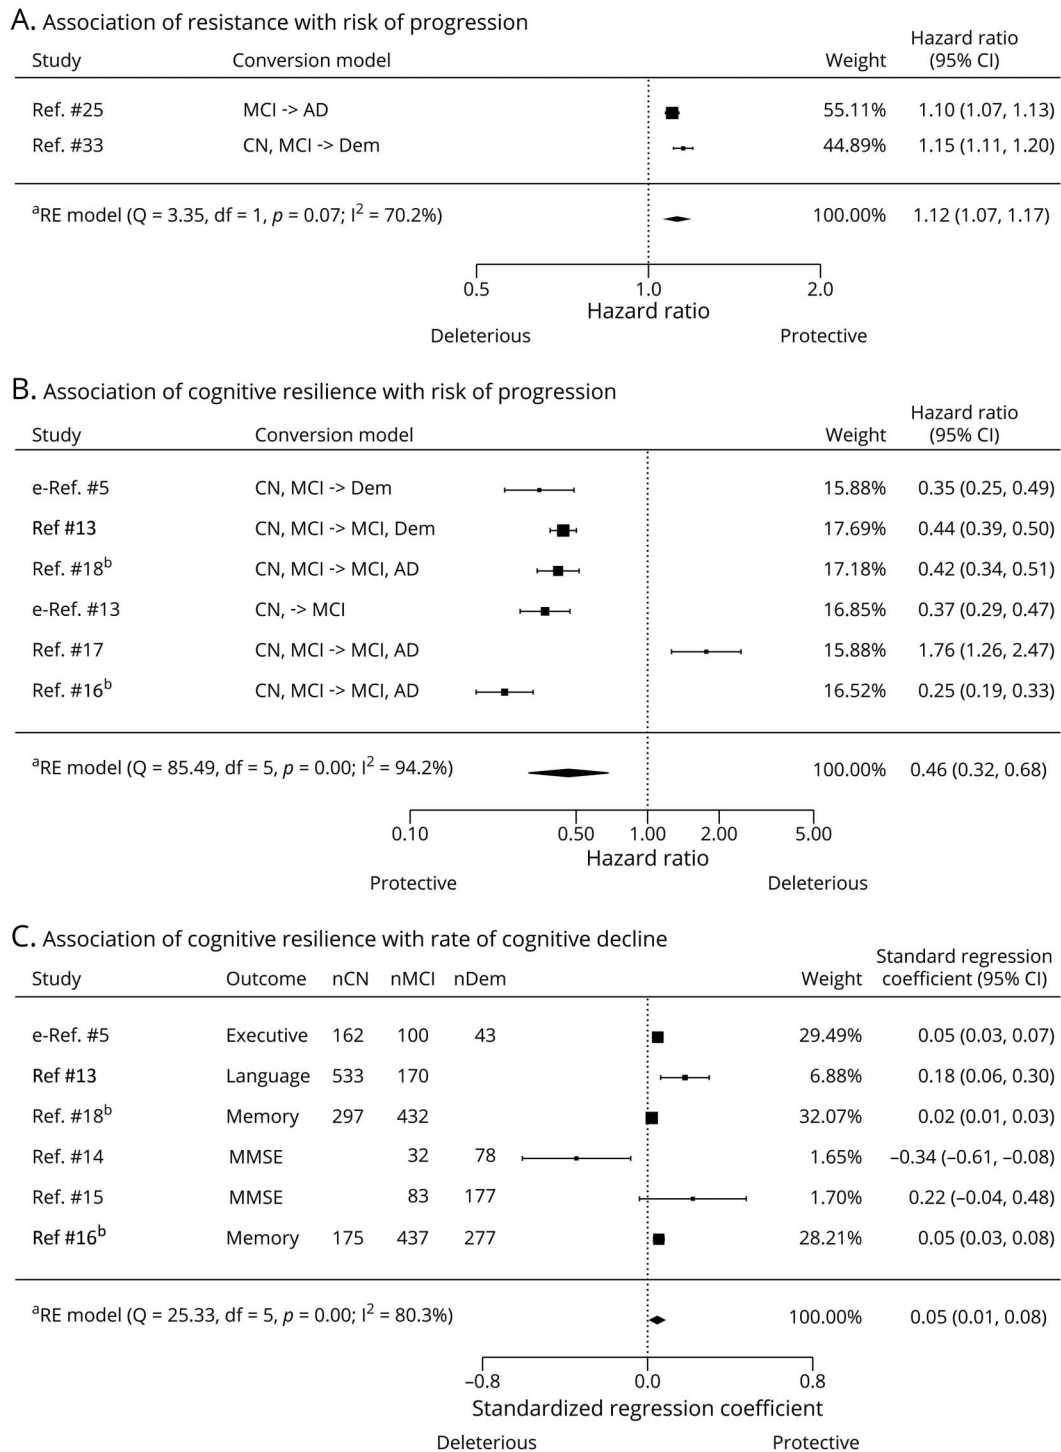 A. Association of resistance with risk of progression
Study Conversion model Weight Hazard ratio (95% CI)
Ref. #25 MCI -> AD 55.11% 1.10 (1.07, 1.13)
Ref. #33 CN, MCI -> Dem 44.89% 1.15 (1.11, 1.20)
aRE model (Q = 3.35, df = 1, p = 0.07; I2 = 70.2%) 100.00% 1.12 (1.07, 1.17)
0.5 1.0 2.0
Hazard ratio
Deleterious Protective
B. Association of cognitive resilience with risk of progression
Study Conversion model Weight Hazard ratio (95% CI)
e-Ref. #5 CN, MCI -> Dem 15.88% 0.35 (0.25, 0.49)
Ref #13 CN, MCI -> MCI, Dem 17.69% 0.44 (0.39, 0.50)
Ref. #18b CN, MCI -> MCI, AD 17.18% 0.42 (0.34, 0.51)
e-Ref. #13 CN, -> MCI 16.85% 0.37 (0.29, 0.47)
Ref. #17 CN, MCI -> MCI, AD 15.88% 1.76 (1.26, 2.47)
Ref. #16b CN, MCI -> MCI, AD 16.52% 0.25 (0.19, 0.33)
aRE model (Q = 85.49, df = 5, p = 0.00; I2 = 94.2%) 100.00% 0.46 (0.32, 0.68)
0.10 0.50 1.00 2.00 5.00
Hazard ratio
Protective Deleterious
C. Association of cognitive resilience with rate of cognitive decline
Study Outcome nCN nMCI nDem Weight Standard regression coefficient (95% CI)
e-Ref. #5 Executive 162 100 43 29.49% 0.05 (0.03, 0.07)
Ref #13 Language 533 170 6.88% 0.18 (0.06, 0.30)
Ref. #18b Memory 297 432 32.07% 0.02 (0.01, 0.03)
Ref. #14 MMSE 32 78 1.65% –0.34 (–0.61, –0.08)
Ref. #15 MMSE 83 177 1.70% 0.22 (–0.04, 0.48)
Ref #16b Memory 175 437 277 28.21% 0.05 (0.03, 0.08)
aRE model (Q = 25.33, df = 5, p = 0.00; I2 = 80.3%) 100.00% 0.05 (0.01, 0.08)
–0.8 0.0 0.8
Standardized regression coefficient
Deleterious Protective